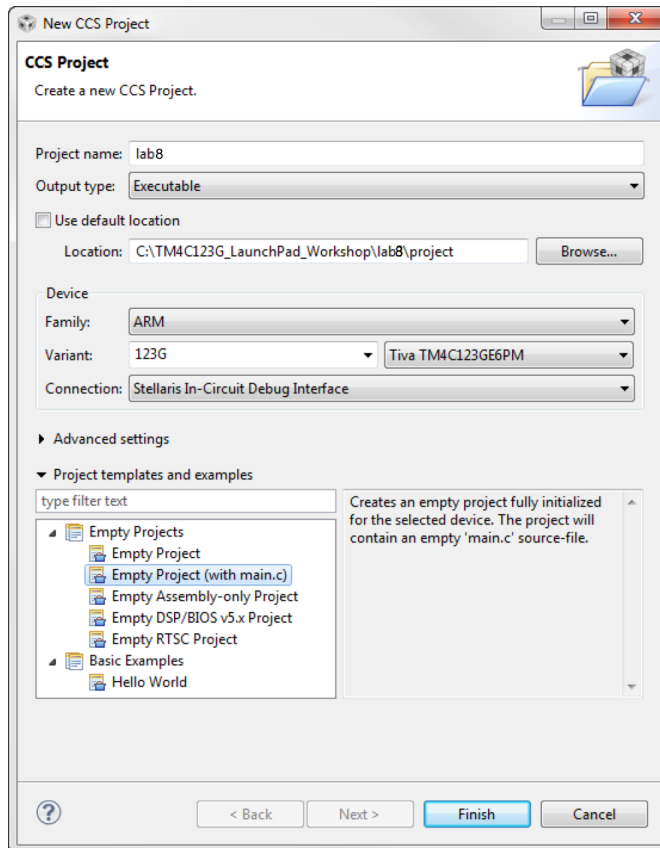 New CCS Project
CCS Project
Create a new CCS Project.
Project name: lab8
Output type: Executable
Use default location
Location: C:\TM4C123G_LaunchPad_Workshop\lab8\project Browse...
Device
Family: ARM
Variant: 123G Tiva TM4C123GE6PM
Connection: Stellaris In-Circuit Debug Interface
Advanced settings
Project templates and examples
type filter text
Empty Projects
Empty Project
Empty Project (with main.c)
Empty Assembly-only Project
Empty DSP/BIOS v5.x Project
Empty RTSC Project
Basic Examples
Hello World
Creates an empty project fully initialized
for the selected device. The project will
contain an empty 'main.c' source-file.
? < Back Next > Finish Cancel